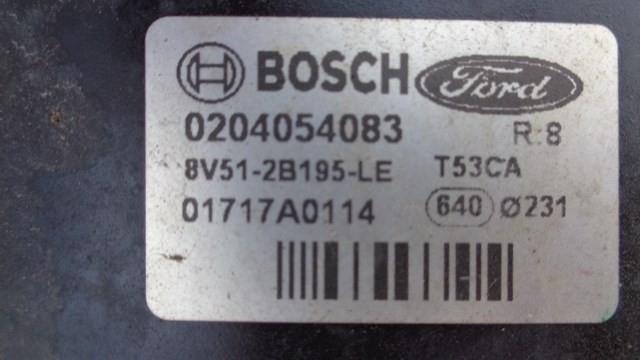 BOSCH Ford
0204054083 R:8
8V51-2B195-LE T53CA
01717A0114 640 Ø231